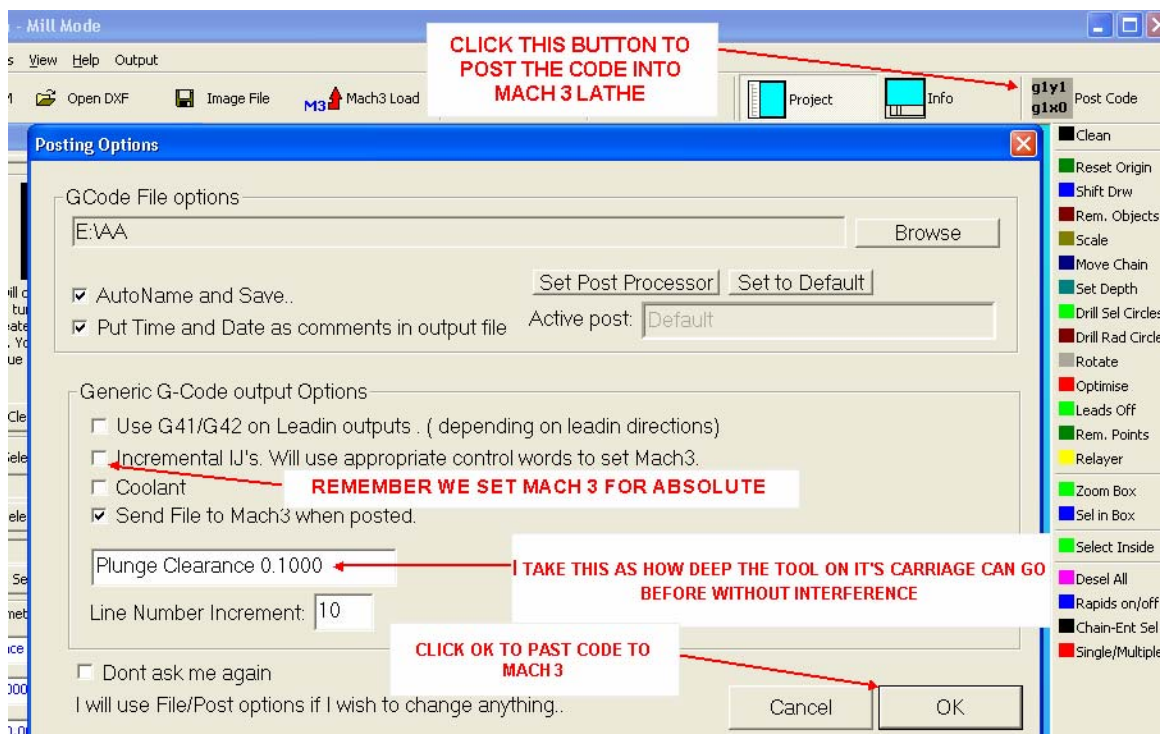 - Mill Mode
View Help Output
CLICK THIS BUTTON TO
POST THE CODE INTO
MACH 3 LATHE
Open DXF Image File M3 Mach3 Load Project Info g1y1 g1x0 Post Code
Posting Options
GCode File options
E:\AA
Browse
AutoName and Save..
Set Post Processor Set to Default
Put Time and Date as comments in output file
Active post: Default
Generic G-Code output Options
Use G41/G42 on Leadin outputs . ( depending on leadin directions)
Incremental IJ's. Will use appropriate control words to set Mach3.
Coolant
REMEMBER WE SET MACH 3 FOR ABSOLUTE
Send File to Mach3 when posted.
Plunge Clearance 0.1000
I TAKE THIS AS HOW DEEP THE TOOL ON IT'S CARRIAGE CAN GO
BEFORE WITHOUT INTERFERENCE
Line Number Increment: 10
CLICK OK TO PAST CODE TO
MACH 3
Dont ask me again
I will use File/Post options if I wish to change anything..
Cancel
OK
Clean
Reset Origin
Shift Drw
Rem. Objects
Scale
Move Chain
Set Depth
Drill Sel Circles
Drill Rad Circle
Rotate
Optimise
Leads Off
Rem. Points
Relayer
Zoom Box
Sel in Box
Select Inside
Desel All
Rapids on/off
Chain-Ent Sel
Single/Multiple